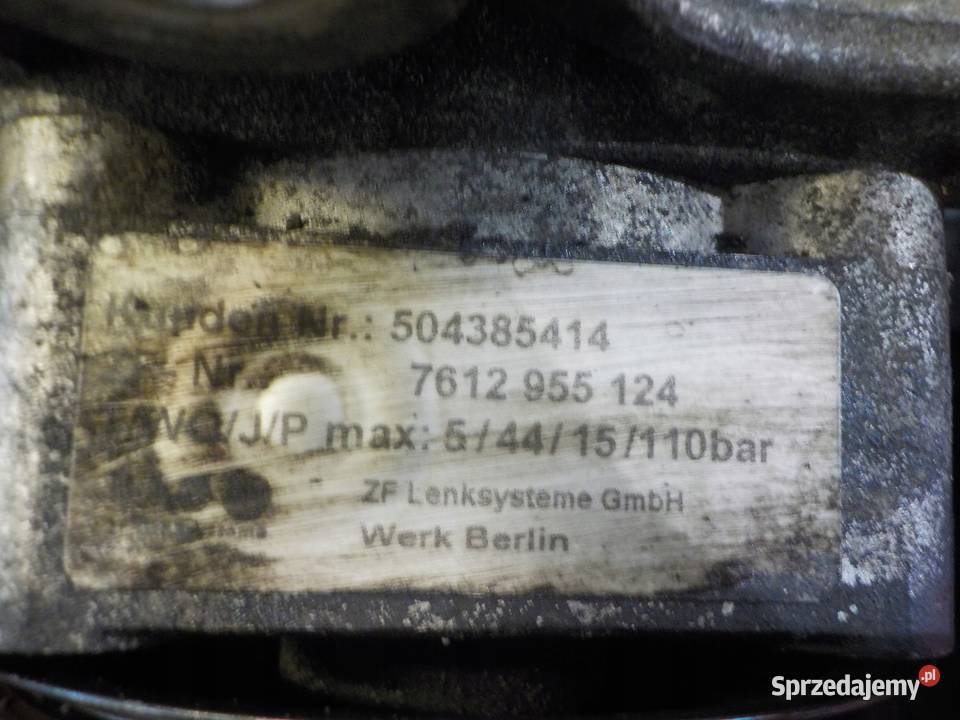 Kunden Nr.: 504385414
Nr. 7612 955 124
/J/P max: 5/44/15/110bar
ZF Lenksysteme GmbH
Werk Berlin
Sprzedajemy.pl